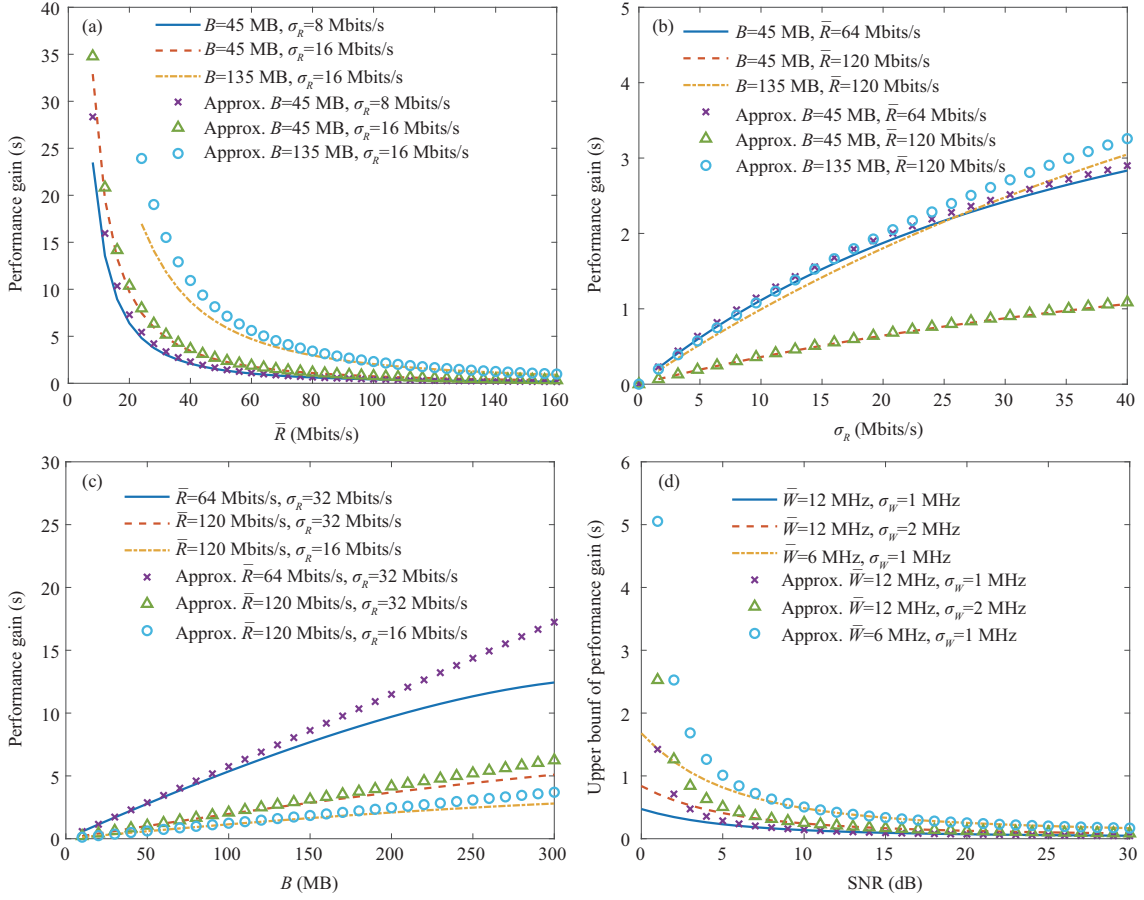 (a)
B=45 MB, σ_R=8 Mbits/s
B=45 MB, σ_R=16 Mbits/s
B=135 MB, σ_R=16 Mbits/s
Approx. B=45 MB, σ_R=8 Mbits/s
Approx. B=45 MB, σ_R=16 Mbits/s
Approx. B=135 MB, σ_R=16 Mbits/s
40
35
30
25
20
15
10
5
0
Performance gain (s)
0 20 40 60 80 100 120 140 160
R̅ (Mbits/s)
(b)
B=45 MB, R̅=64 Mbits/s
B=45 MB, R̅=120 Mbits/s
B=135 MB, R̅=120 Mbits/s
Approx. B=45 MB, R̅=64 Mbits/s
Approx. B=45 MB, R̅=120 Mbits/s
Approx. B=135 MB, R̅=120 Mbits/s
5
4
3
2
1
0
Performance gain (s)
0 5 10 15 20 25 30 35 40
σ_R (Mbits/s)
(c)
R̅=64 Mbits/s, σ_R=32 Mbits/s
R̅=120 Mbits/s, σ_R=32 Mbits/s
R̅=120 Mbits/s, σ_R=16 Mbits/s
Approx. R̅=64 Mbits/s, σ_R=32 Mbits/s
Approx. R̅=120 Mbits/s, σ_R=32 Mbits/s
Approx. R̅=120 Mbits/s, σ_R=16 Mbits/s
30
25
20
15
10
5
0
Performance gain (s)
0 50 100 150 200 250 300
B (MB)
(d)
W̅=12 MHz, σ_W=1 MHz
W̅=12 MHz, σ_W=2 MHz
W̅=6 MHz, σ_W=1 MHz
Approx. W̅=12 MHz, σ_W=1 MHz
Approx. W̅=12 MHz, σ_W=2 MHz
Approx. W̅=6 MHz, σ_W=1 MHz
6
5
4
3
2
1
0
Upper bounf of performance gain (s)
0 5 10 15 20 25 30
SNR (dB)